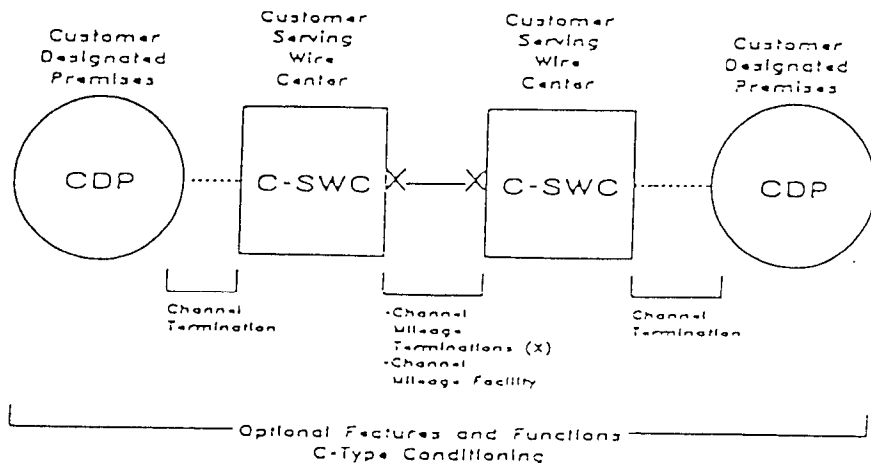 Customer
Designated
Premises
Customer
Serving
Wire
Center
Customer
Serving
Wire
Center
Customer
Designated
Premises
CDP
C-SWC
X
X
C-SWC
CDP
Channel
Termination
-Channel
Mileage
Terminations (X)
-Channel
Mileage Facility
Channel
Termination
Optional Features and Functions
C-Type Conditioning